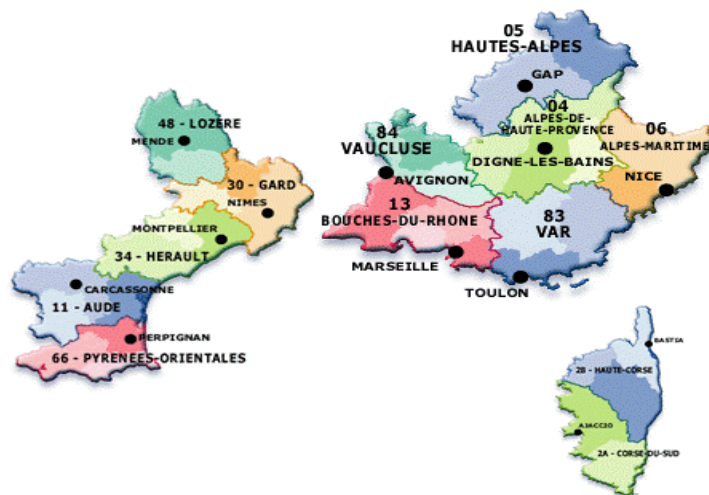 48 - LOZERE
MENDE
30 - GARD
NIMES
MONTPELLIER
34 - HERAULT
CARCASSONNE
11 - AUDE
PERPIGNAN
66 - PYRENEES-ORIENTALES
05
HAUTES-ALPES
GAP
04
ALPES-DE-
HAUTE-PROVENCE
DIGNE-LES-BAINS
06
ALPES-MARITIME
NICE
84
VAUCLUSE
AVIGNON
13
BOUCHES-DU-RHONE
MARSEILLE
83
VAR
TOULON
BASTIA
2B - HAUTE-CORSE
AJACCIO
2A - CORSE-DU-SUD